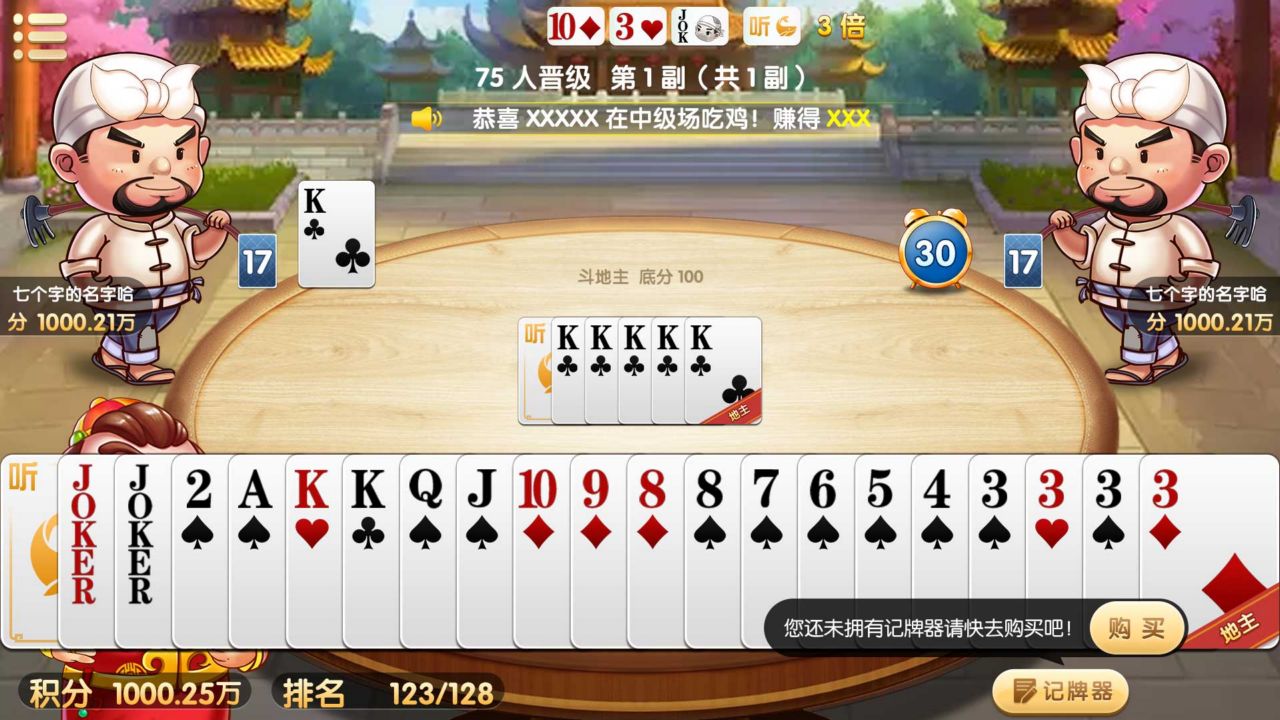 10 3 JOK 听 3 倍
75 人晋级 第1副（共1副）
恭喜 XXXXX 在中级场吃鸡！赚得 XXX
K
17
30
17
七个字的名字哈
分 1000.21万
斗地主 底分 100
七个字的名字哈
分 1000.21万
听 K K K K K
地主
听 JOKER JOKER 2 A K K Q J 10 9 8 8 7 6 5 4 3 3 3 3
地主
您还未拥有记牌器请快去购买吧！ 购买
积分 1000.25万 排名 123/128
记牌器